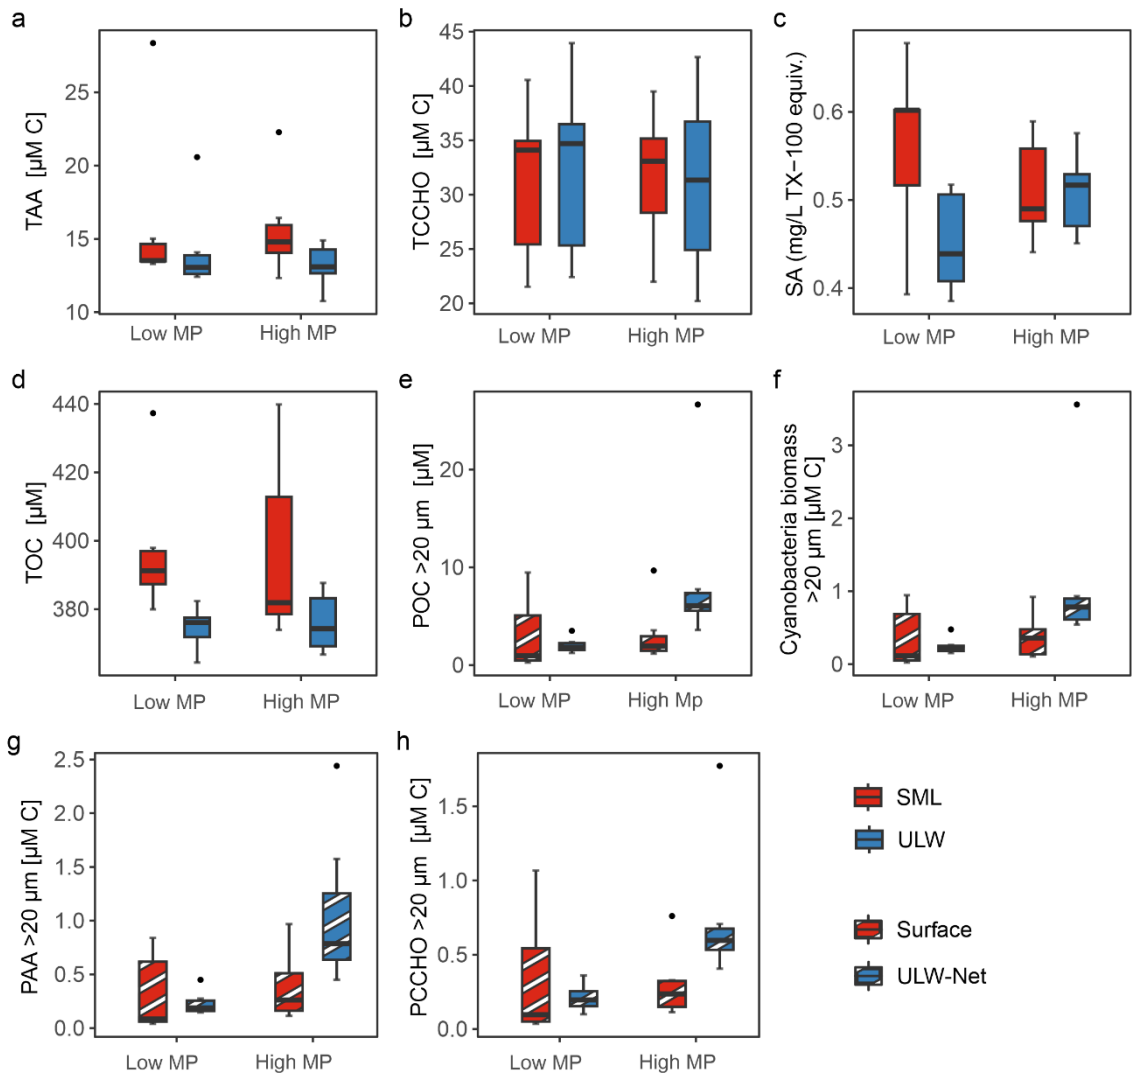 a
TAA [µM C]
25
20
15
10
Low MP
High MP
b
TCCHO [µM C]
45
40
35
30
25
20
Low MP
High MP
c
SA (mg/L TX−100 equiv.)
0.6
0.5
0.4
Low MP
High MP
d
TOC [µM]
440
420
400
380
Low MP
High MP
e
POC >20 µm [µM]
20
10
0
Low MP
High Mp
f
Cyanobacteria biomass
>20 µm [µM C]
3
2
1
0
Low MP
High MP
g
PAA >20 µm [µM C]
2.5
2.0
1.5
1.0
0.5
0.0
Low MP
High MP
h
PCCHO >20 µm [µM C]
1.5
1.0
0.5
0.0
Low MP
High MP
SML
ULW
Surface
ULW-Net